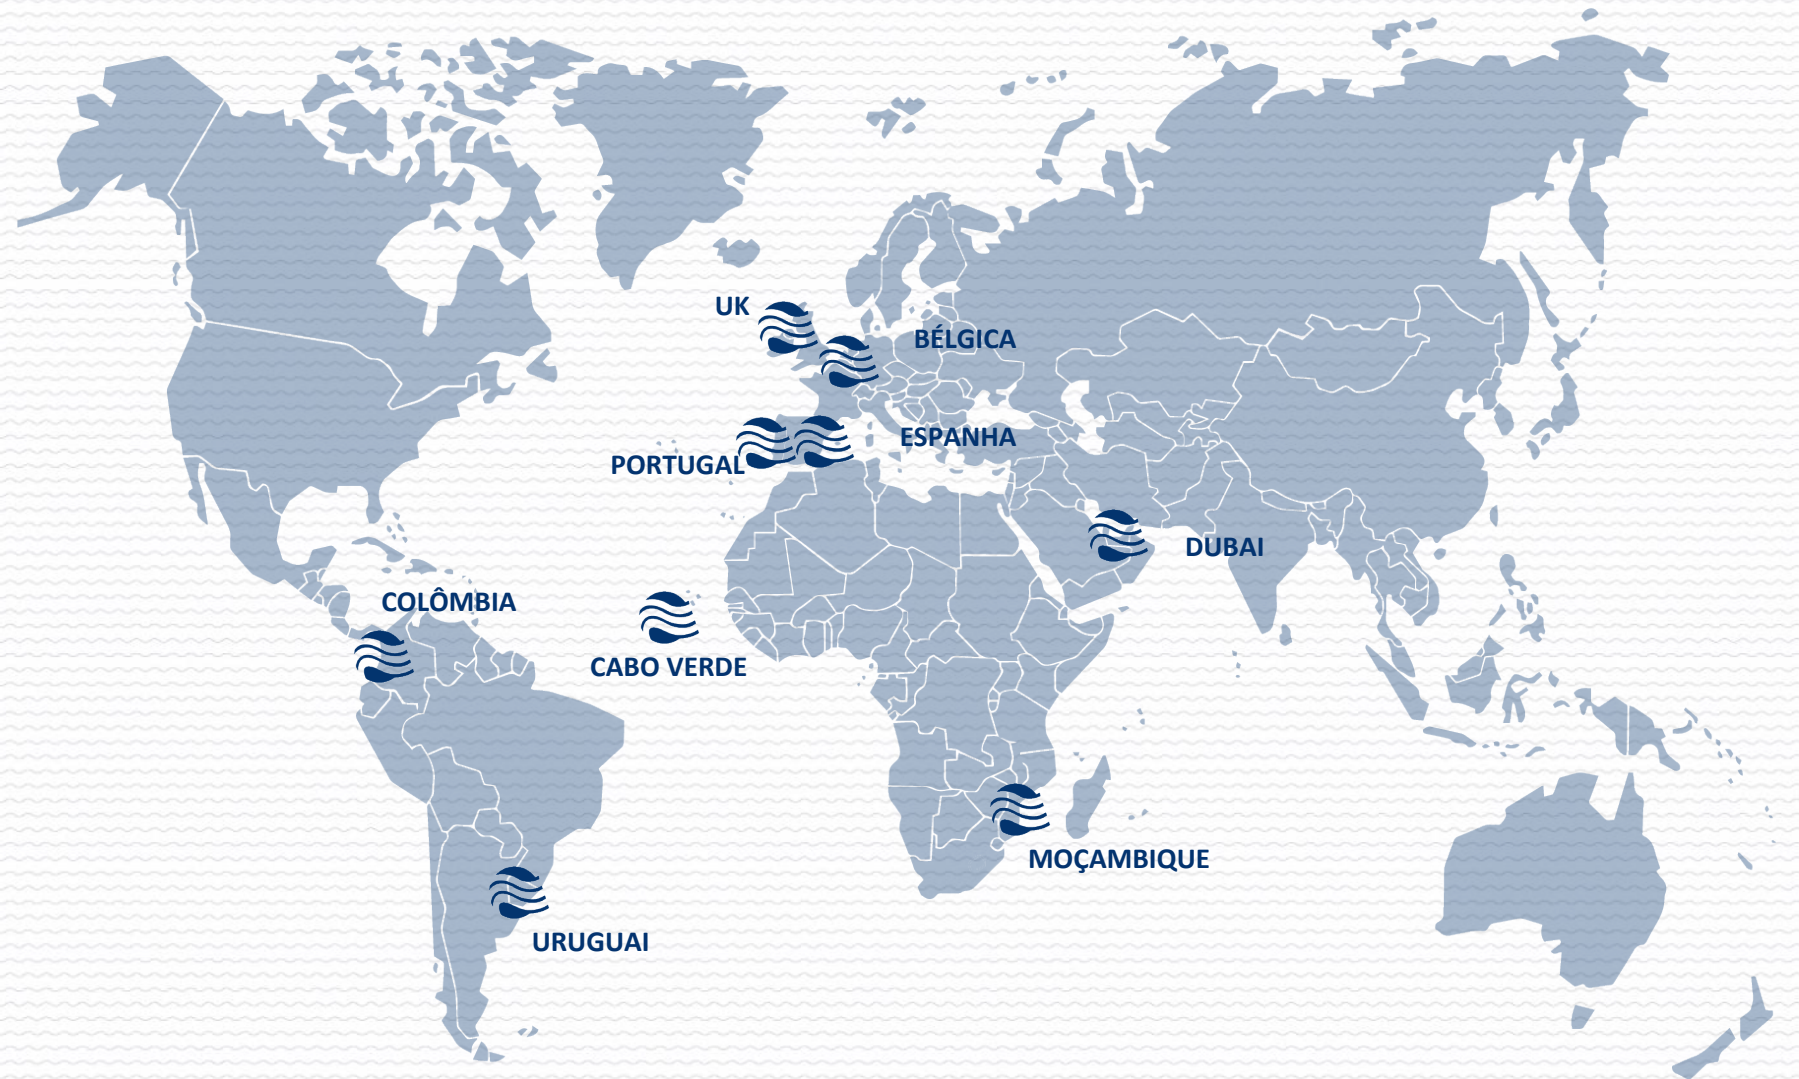 UK
BÉLGICA
ESPANHA
PORTUGAL
DUBAI
COLÔMBIA
CABO VERDE
MOÇAMBIQUE
URUGUAI